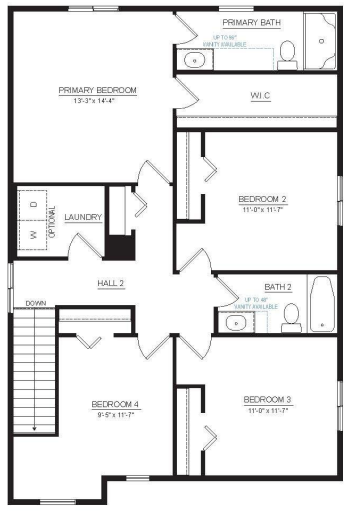 PRIMARY BATH
UP TO 96"
VANITY AVAILABLE
PRIMARY BEDROOM
13'-3" x 14'-4"
W.I.C
BEDROOM 2
11'-0" x 11'-7"
D
W
OPTIONAL
LAUNDRY
HALL 2
BATH 2
UP TO 48"
VANITY AVAILABLE
DOWN
BEDROOM 4
9'-5" x 11'-7"
BEDROOM 3
11'-0" x 11'-7"